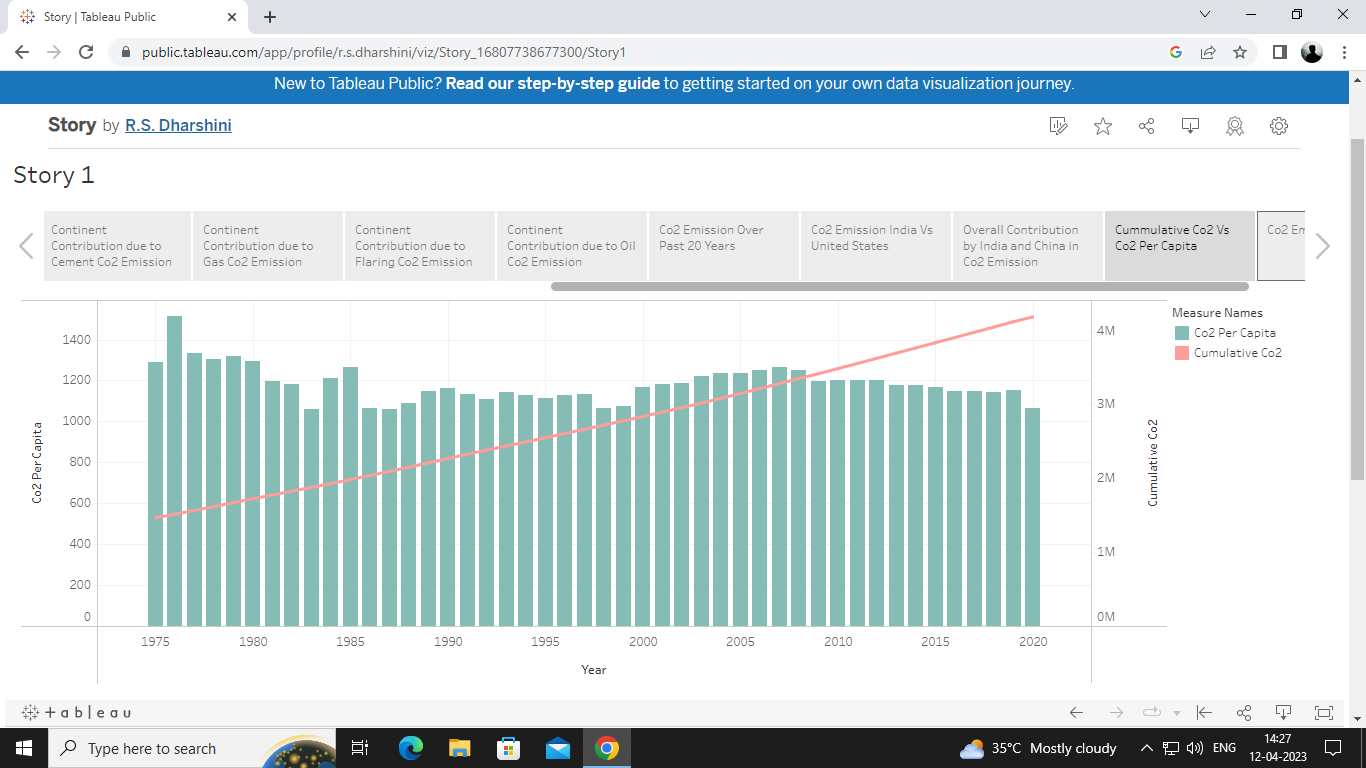 Story | Tableau Public
public.tableau.com/app/profile/r.s.dharshini/viz/Story_16807738677300/Story1
New to Tableau Public? Read our step-by-step guide to getting started on your own data visualization journey.
Story by R.S. Dharshini
Story 1
Continent
Contribution due to
Cement Co2 Emission
Continent
Contribution due to
Gas Co2 Emission
Continent
Contribution due to
Flaring Co2 Emission
Continent
Contribution due to Oil
Co2 Emission
Co2 Emission Over
Past 20 Years
Co2 Emission India Vs
United States
Overall Contribution
by India and China in
Co2 Emission
Cummulative Co2 Vs
Co2 Per Capita
Co2 Em
Co2 Per Capita
1400
1200
1000
800
600
400
200
0
4M
3M
2M
1M
0M
Cumulative Co2
1975 1980 1985 1990 1995 2000 2005 2010 2015 2020
Year
Measure Names
Co2 Per Capita
Cumulative Co2
+ a b | e a u
Type here to search
35°C Mostly cloudy
ENG
14:27
12-04-2023